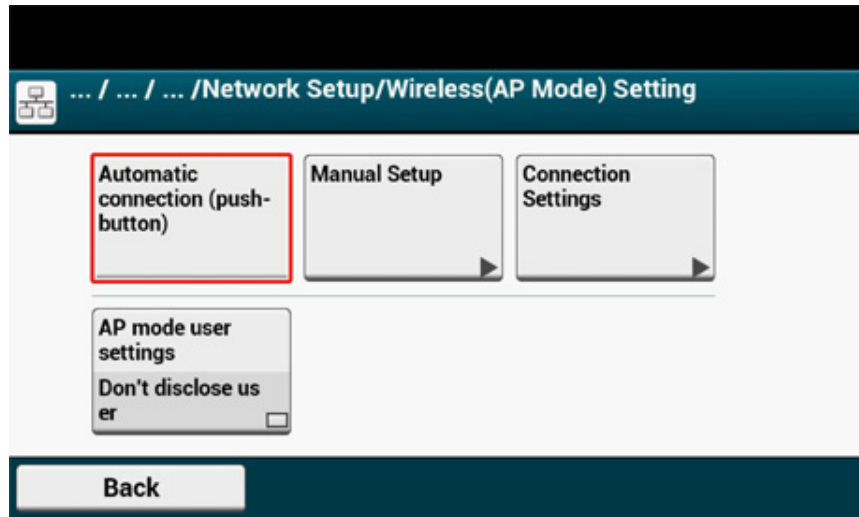 ... / ... / ... /Network Setup/Wireless(AP Mode) Setting
Automatic
connection (push-
button)
Manual Setup
Connection
Settings
AP mode user
settings
Don't disclose us
er
Back